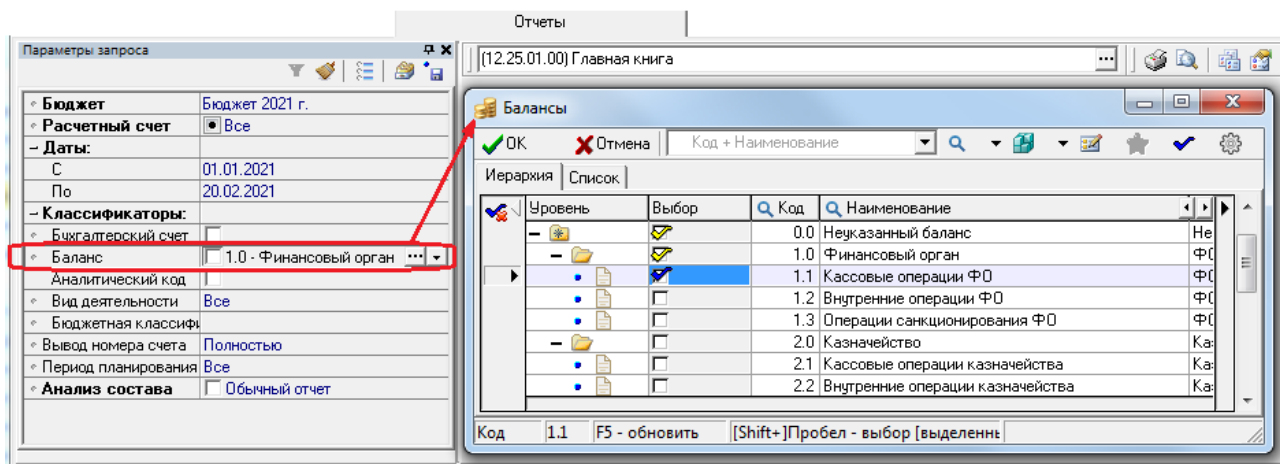 Отчеты
Параметры запроса
(12.25.01.00) Главная книга
Бюджет Бюджет 2021 г.
Расчетный счет Все
Даты:
С 01.01.2021
По 20.02.2021
Классификаторы:
Бухгалтерский счет
Баланс 1.0 - Финансовый орган
Аналитический код
Вид деятельности Все
Бюджетная классифи
Вывод номера счета Полностью
Период планирования Все
Анализ состава Обычный отчет
Балансы
OK Отмена Код + Наименование
Иерархия Список
Уровень Выбор Код Наименование
0.0 Неуказанный баланс Не
1.0 Финансовый орган ФО
1.1 Кассовые операции ФО ФО
1.2 Внутренние операции ФО ФО
1.3 Операции санкционирования ФО ФО
2.0 Казначейство Каз
2.1 Кассовые операции казначейства Каз
2.2 Внутренние операции казначейства Каз
Код 1.1 F5 - обновить [Shift+]Пробел - выбор [выделенны